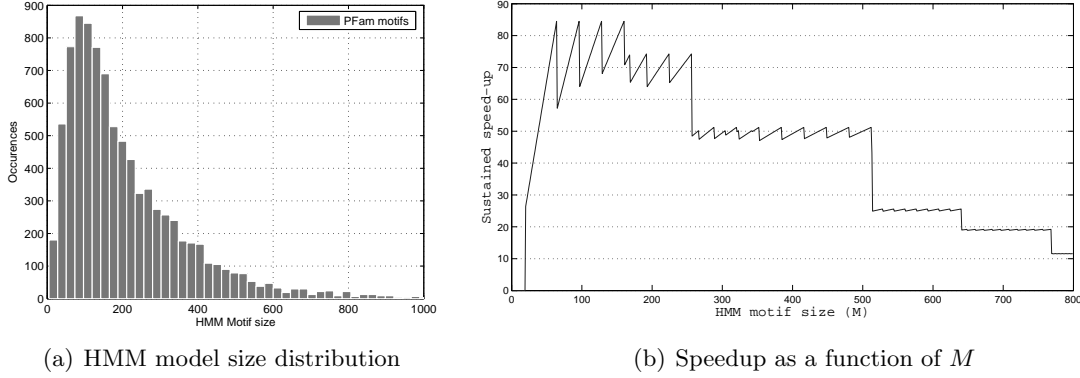 PFam motifs
900
800
700
600
500
400
300
200
100
0
Occurences
0 200 400 600 800 1000
HMM Motif size
(a) HMM model size distribution
90
80
70
60
50
40
30
20
10
0
Sustained speed-up
0 100 200 300 400 500 600 700 800
HMM motif size (M)
(b) Speedup as a function of M